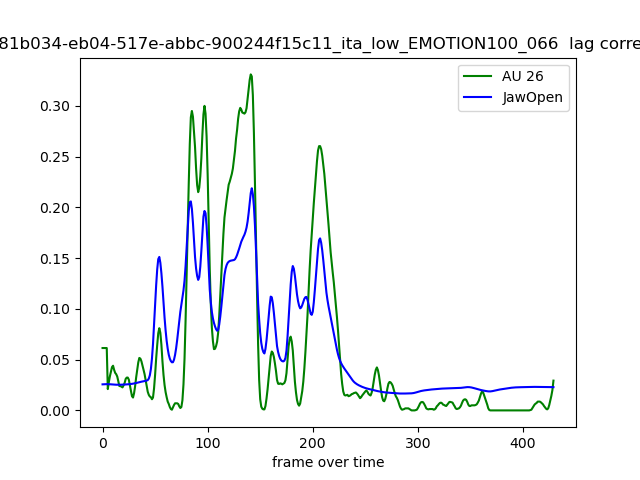 81b034-eb04-517e-abbc-900244f15c11_ita_low_EMOTION100_066  lag corre
AU 26
JawOpen
0.30
0.25
0.20
0.15
0.10
0.05
0.00
0 100 200 300 400
frame over time